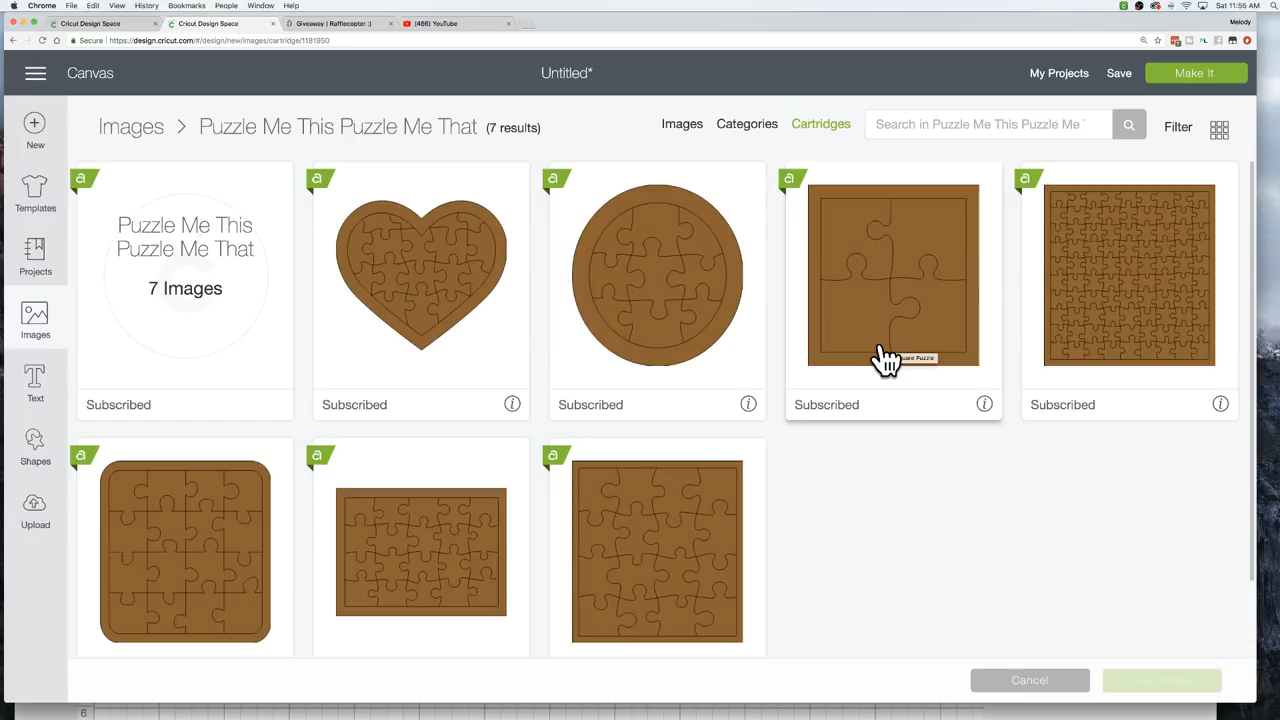 Chrome File Edit View History Bookmarks People Window Help
Sat 11:55 AM
Cricut Design Space
Cricut Design Space
Giveaway | Rafflecopter :)
(466) YouTube
Melody
Secure https://design.cricut.com/#/design/new/images/cartridge/1181950
Canvas
Untitled*
My Projects Save Make It
New
Templates
Projects
Images
Text
Shapes
Upload
Images > Puzzle Me This Puzzle Me That (7 results)
Images Categories Cartridges
Search in Puzzle Me This Puzzle Me
Filter
a
a
a
a
a
Puzzle Me This
Puzzle Me That
7 Images
Puzzle
Subscribed
Subscribed
Subscribed
Subscribed
Subscribed
a
a
a
Cancel
6